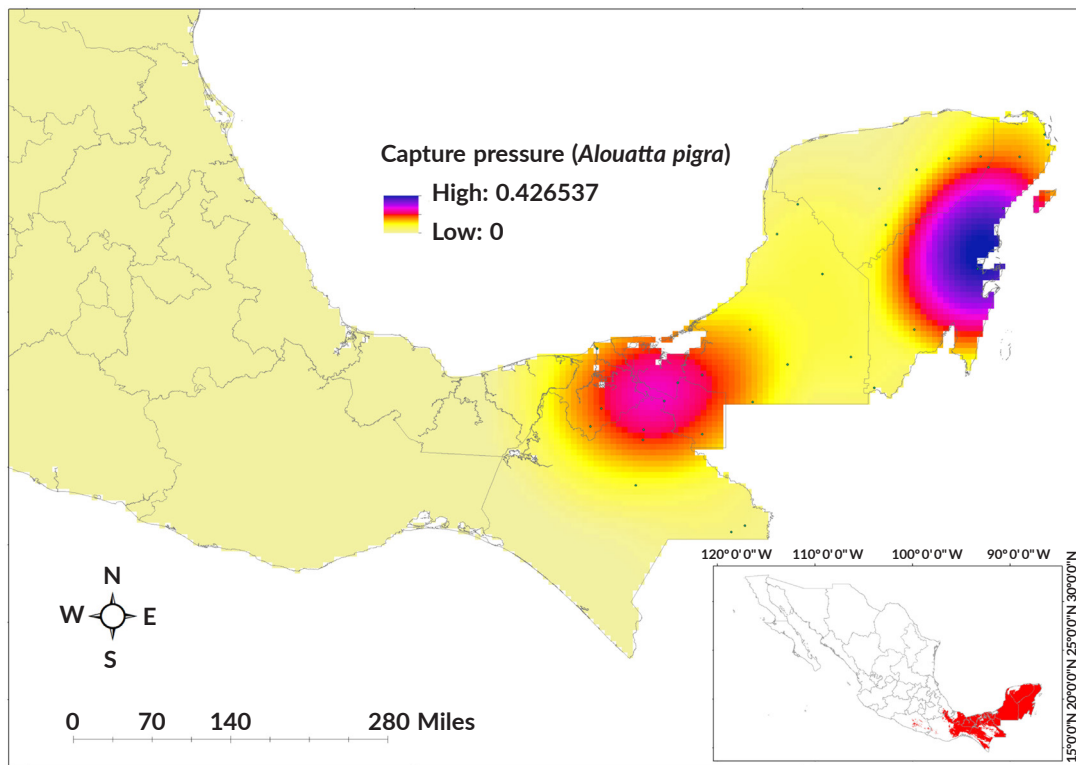 Capture pressure (Alouatta pigra)
High: 0.426537
Low: 0
N
W E
S
0 70 140 280 Miles
120°0'0"W 110°0'0"W 100°0'0"W 90°0'0"W
30°0'0"N
25°0'0"N
20°0'0"N
15°0'0"N